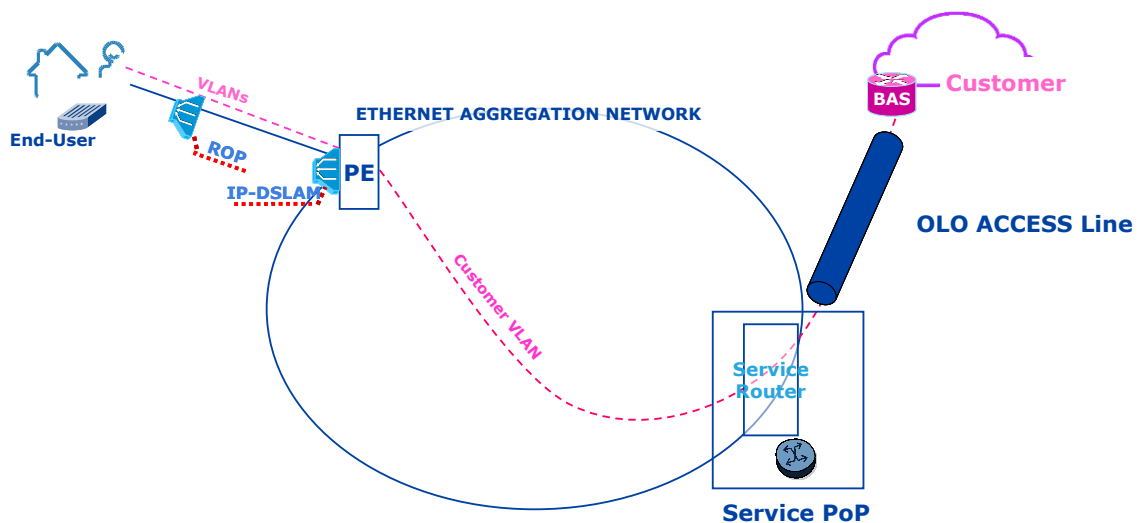 VLANs
End-User
ROP
IP-DSLAM
PE
ETHERNET AGGREGATION NETWORK
BAS
Customer
OLO ACCESS Line
Customer VLAN
Service
Router
Service PoP